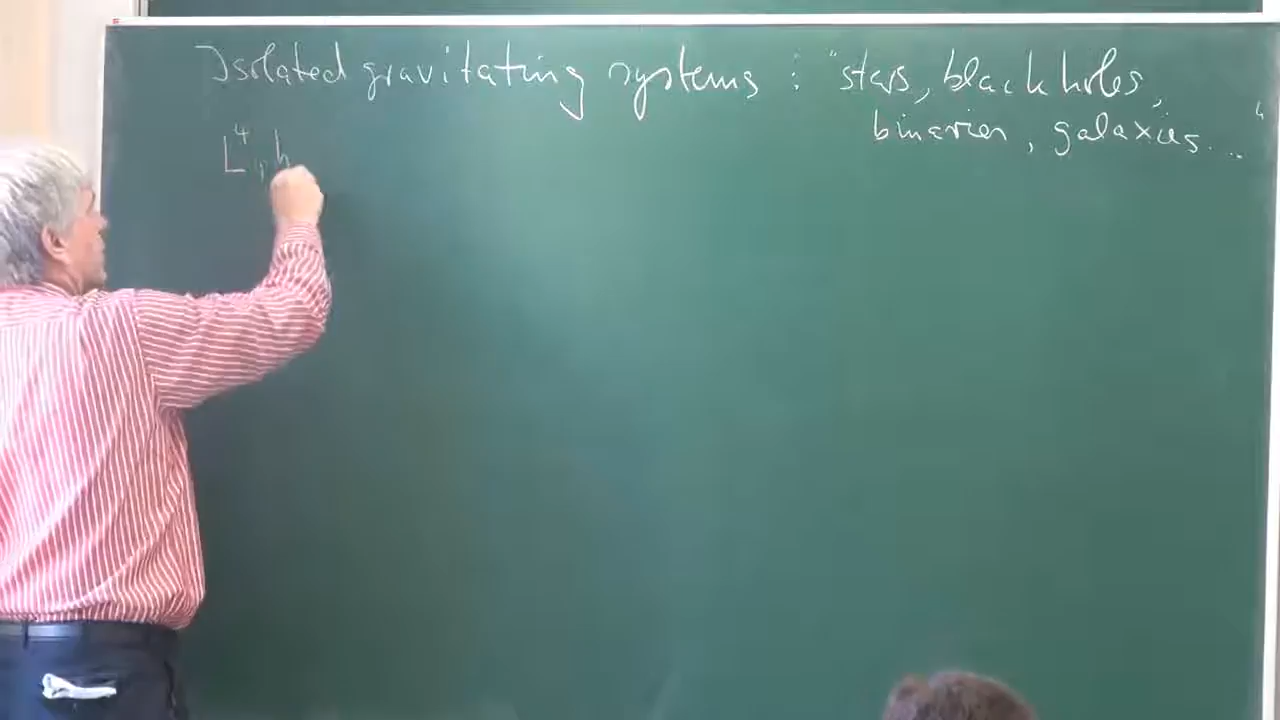 Isolated gravitating systems : "stars, black holes,
binaries, galaxies... "
L⁴, h